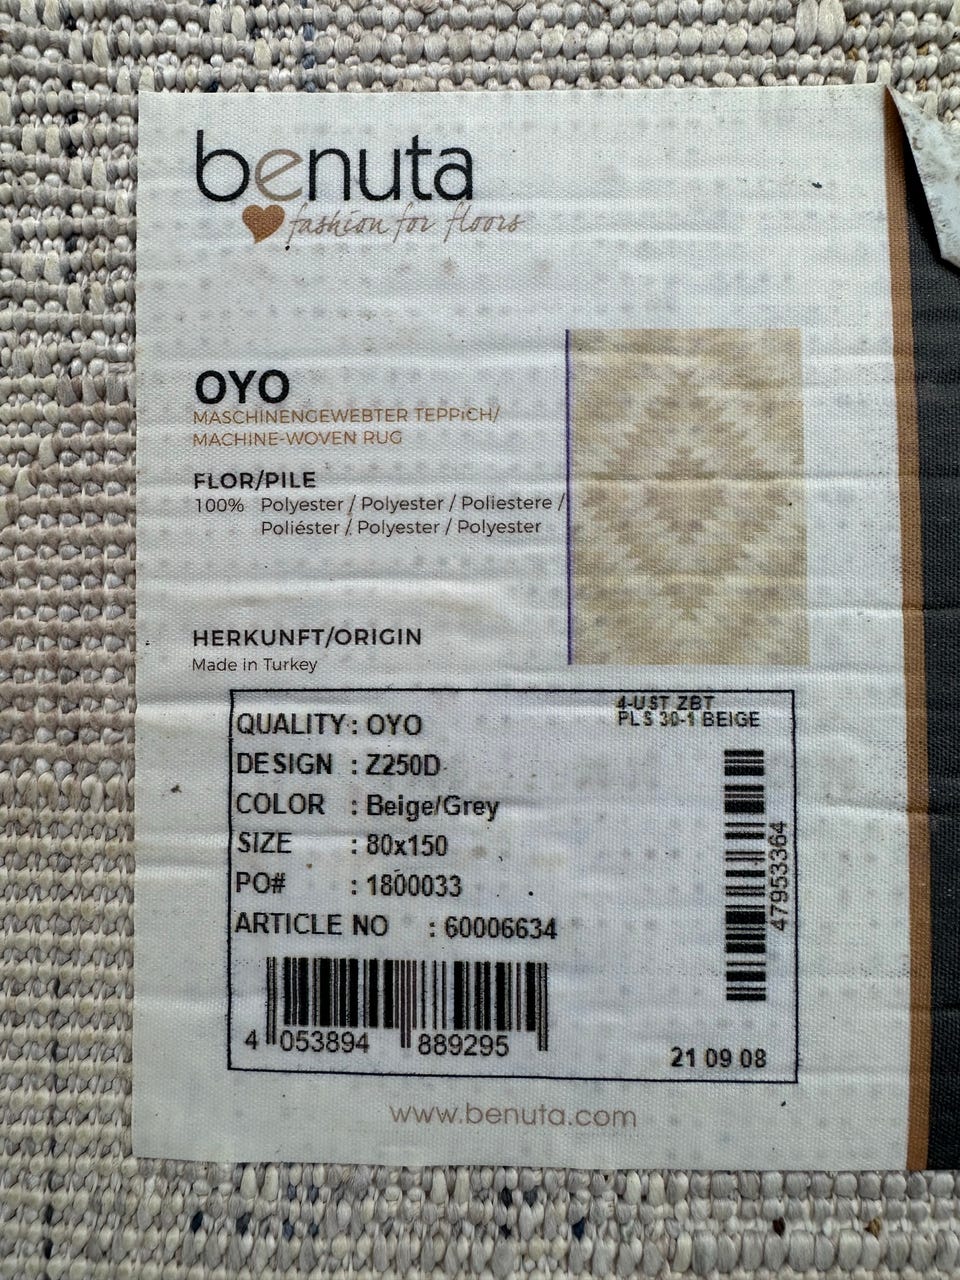 benuta
fashion for floors
OYO
MASCHINENGEWEBTER TEPPICH/
MACHINE-WOVEN RUG
FLOR/PILE
100% Polyester / Polyester / Poliestere /
Poliéster / Polyester / Polyester
HERKUNFT/ORIGIN
Made in Turkey
4-UST ZBT
PLS 30-1 BEIGE
QUALITY : OYO
DESIGN : Z250D
COLOR : Beige/Grey
SIZE : 80x150
PO# : 1800033
ARTICLE NO : 60006634
47953364
4 053894 889295
21 09 08
www.benuta.com